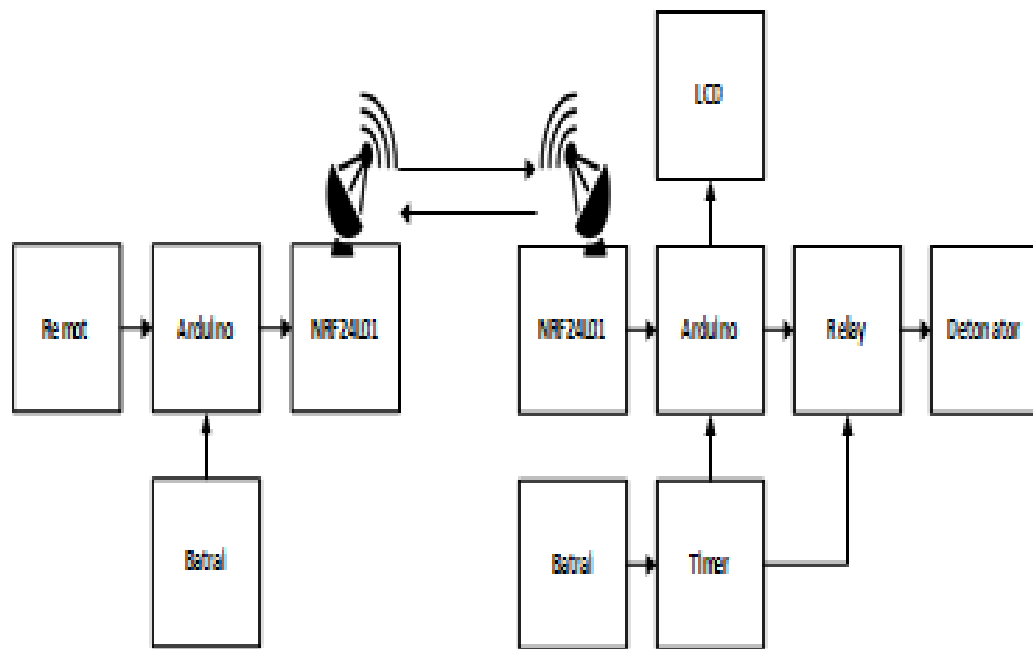 LCD
Remot
Arduino
NRF24L01
NRF24L01
Arduino
Relay
Detonator
Batrai
Batrai
Timer